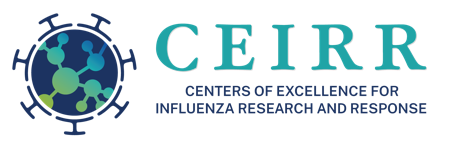 CEIRR
CENTERS OF EXCELLENCE FOR
INFLUENZA RESEARCH AND RESPONSE